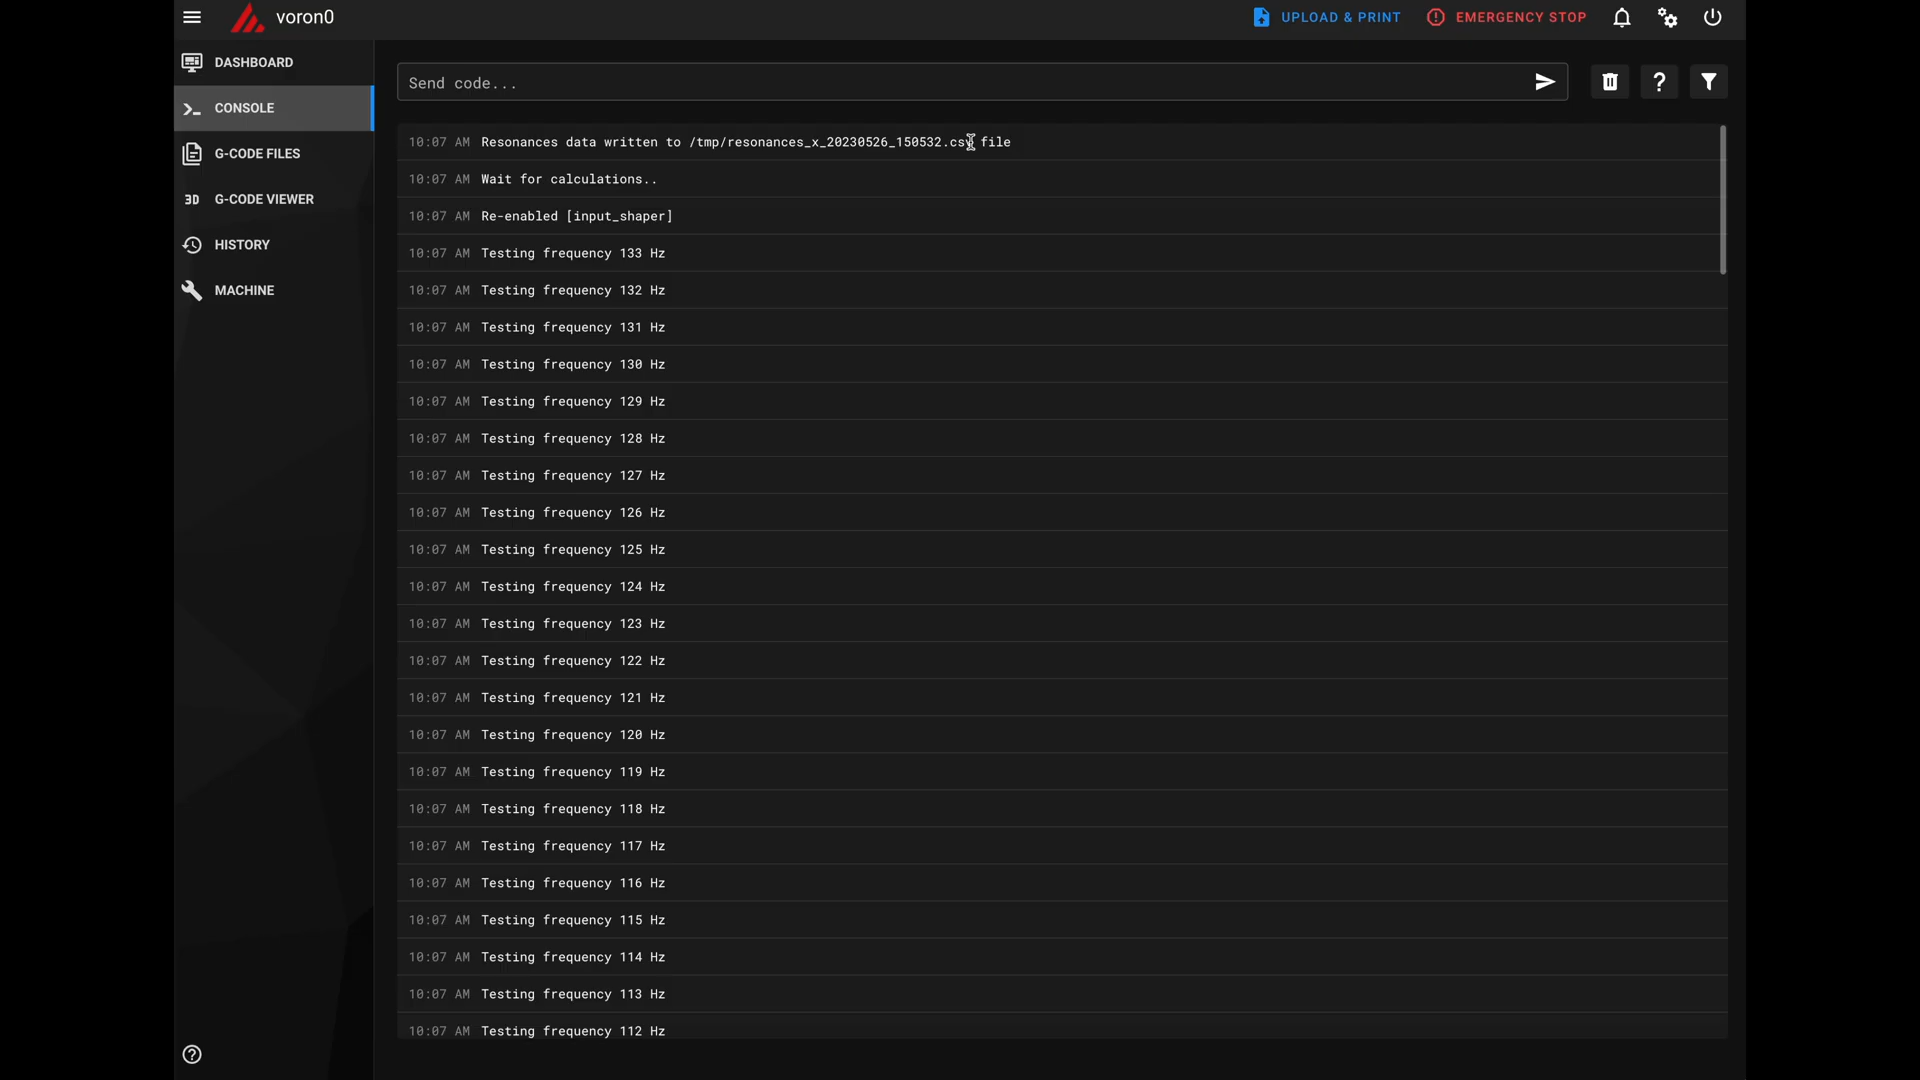 voron0
UPLOAD & PRINT
EMERGENCY STOP
DASHBOARD
CONSOLE
G-CODE FILES
3D G-CODE VIEWER
HISTORY
MACHINE
Send code...
?
10:07 AM Resonances data written to /tmp/resonances_x_20230526_150532.csv file
10:07 AM Wait for calculations..
10:07 AM Re-enabled [input_shaper]
10:07 AM Testing frequency 133 Hz
10:07 AM Testing frequency 132 Hz
10:07 AM Testing frequency 131 Hz
10:07 AM Testing frequency 130 Hz
10:07 AM Testing frequency 129 Hz
10:07 AM Testing frequency 128 Hz
10:07 AM Testing frequency 127 Hz
10:07 AM Testing frequency 126 Hz
10:07 AM Testing frequency 125 Hz
10:07 AM Testing frequency 124 Hz
10:07 AM Testing frequency 123 Hz
10:07 AM Testing frequency 122 Hz
10:07 AM Testing frequency 121 Hz
10:07 AM Testing frequency 120 Hz
10:07 AM Testing frequency 119 Hz
10:07 AM Testing frequency 118 Hz
10:07 AM Testing frequency 117 Hz
10:07 AM Testing frequency 116 Hz
10:07 AM Testing frequency 115 Hz
10:07 AM Testing frequency 114 Hz
10:07 AM Testing frequency 113 Hz
10:07 AM Testing frequency 112 Hz